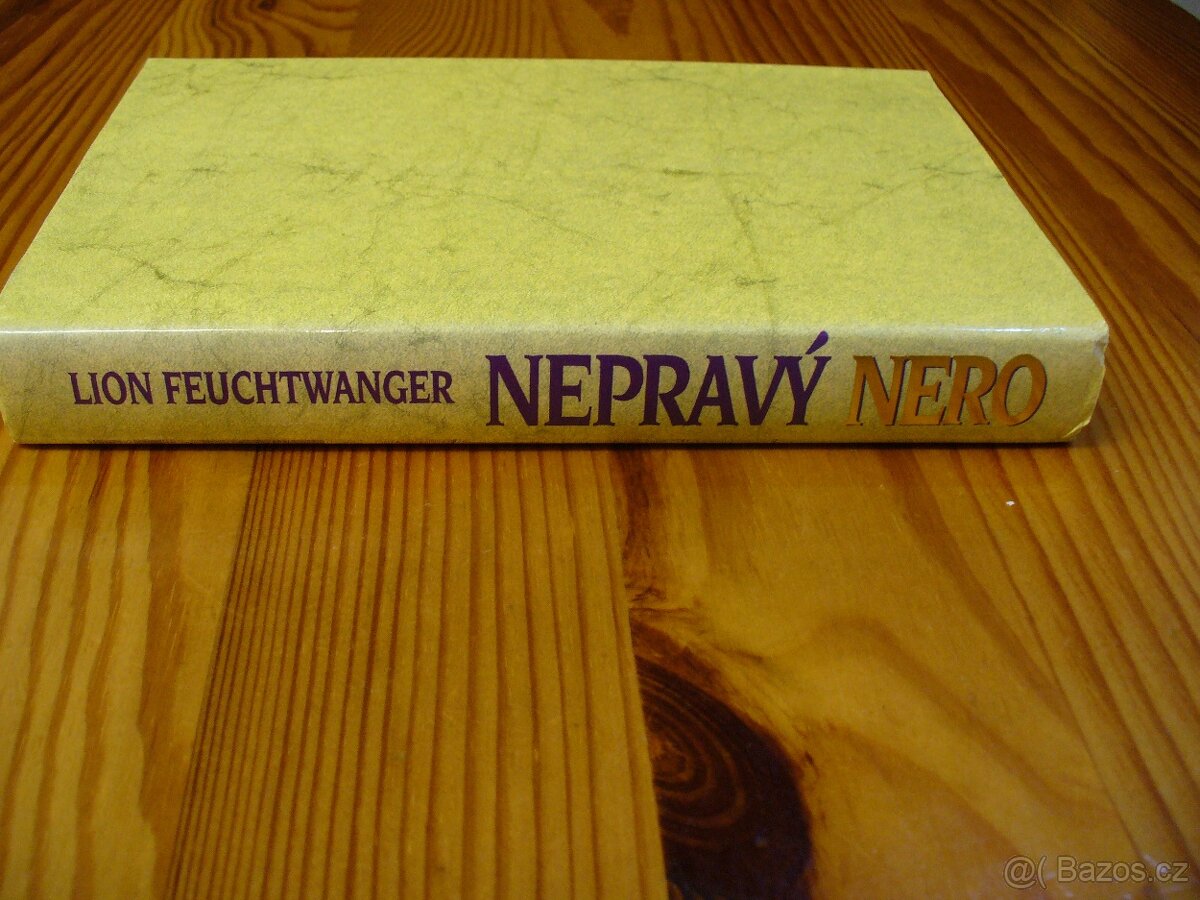 LION FEUCHTWANGER NEPRAVÝ NERO
@( Bazos.cz